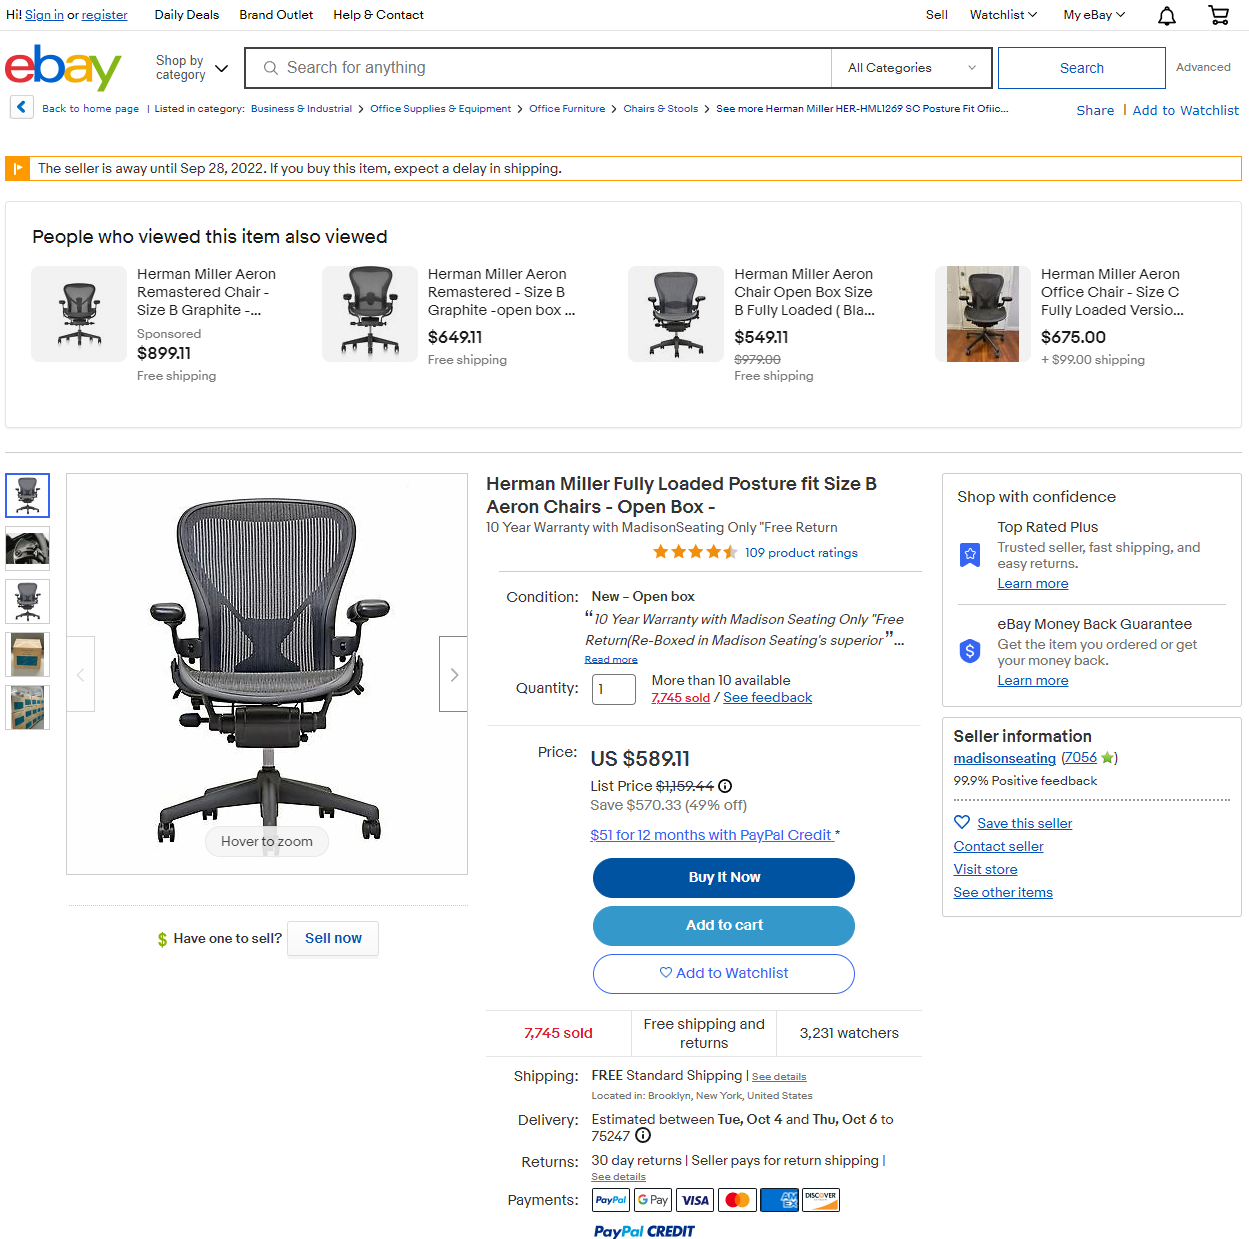 Hi! Sign in or register
Daily Deals
Brand Outlet
Help & Contact
Sell
Watchlist
My eBay
ebay
Shop by
category
Search for anything
All Categories
Search
Advanced
Back to home page | Listed in category: Business & Industrial > Office Supplies & Equipment > Office Furniture > Chairs & Stools > See more Herman Miller HER-HML1269 SC Posture Fit Ofiic...
Share | Add to Watchlist
The seller is away until Sep 28, 2022. If you buy this item, expect a delay in shipping.
People who viewed this item also viewed
Herman Miller Aeron
Remastered Chair -
Size B Graphite -...
Sponsored
$899.11
Free shipping
Herman Miller Aeron
Remastered - Size B
Graphite -open box ...
$649.11
Free shipping
Herman Miller Aeron
Chair Open Box Size
B Fully Loaded ( Bla...
$549.11
$979.00
Free shipping
Herman Miller Aeron
Office Chair - Size C
Fully Loaded Versio...
$675.00
+ $99.00 shipping
Hover to zoom
$ Have one to sell? Sell now
Herman Miller Fully Loaded Posture fit Size B
Aeron Chairs - Open Box -
10 Year Warranty with MadisonSeating Only "Free Return
109 product ratings
Condition: New – Open box
“10 Year Warranty with Madison Seating Only "Free
Return(Re-Boxed in Madison Seating's superior ”...
Read more
Quantity: 1
More than 10 available
7,745 sold / See feedback
Price: US $589.11
List Price $1,159.44
Save $570.33 (49% off)
$51 for 12 months with PayPal Credit *
Buy It Now
Add to cart
Add to Watchlist
7,745 sold
Free shipping and
returns
3,231 watchers
Shipping: FREE Standard Shipping | See details
Located in: Brooklyn, New York, United States
Delivery: Estimated between Tue, Oct 4 and Thu, Oct 6 to
75247
Returns: 30 day returns | Seller pays for return shipping |
See details
Payments: PayPal G Pay VISA AMEX DISCOVER
PayPal CREDIT
Shop with confidence
Top Rated Plus
Trusted seller, fast shipping, and
easy returns.
Learn more
eBay Money Back Guarantee
Get the item you ordered or get
your money back.
Learn more
Seller information
madisonseating (7056 )
99.9% Positive feedback
Save this seller
Contact seller
Visit store
See other items